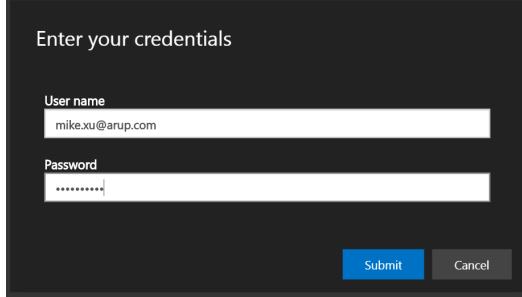 Enter your credentials
User name
mike.xu@arup.com
Password
••••••••••
Submit
Cancel